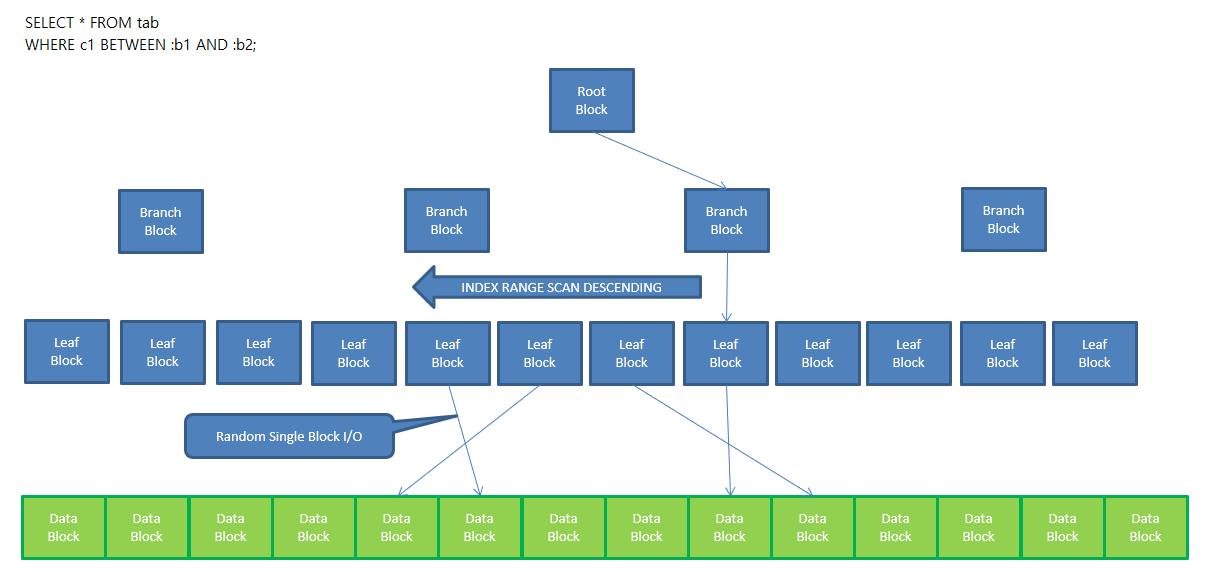 SELECT * FROM tab
WHERE c1 BETWEEN :b1 AND :b2;
Root
Block
Branch
Block
Branch
Block
Branch
Block
Branch
Block
INDEX RANGE SCAN DESCENDING
Leaf
Block
Leaf
Block
Leaf
Block
Leaf
Block
Leaf
Block
Leaf
Block
Leaf
Block
Leaf
Block
Leaf
Block
Leaf
Block
Leaf
Block
Leaf
Block
Random Single Block I/O
Data
Block
Data
Block
Data
Block
Data
Block
Data
Block
Data
Block
Data
Block
Data
Block
Data
Block
Data
Block
Data
Block
Data
Block
Data
Block
Data
Block